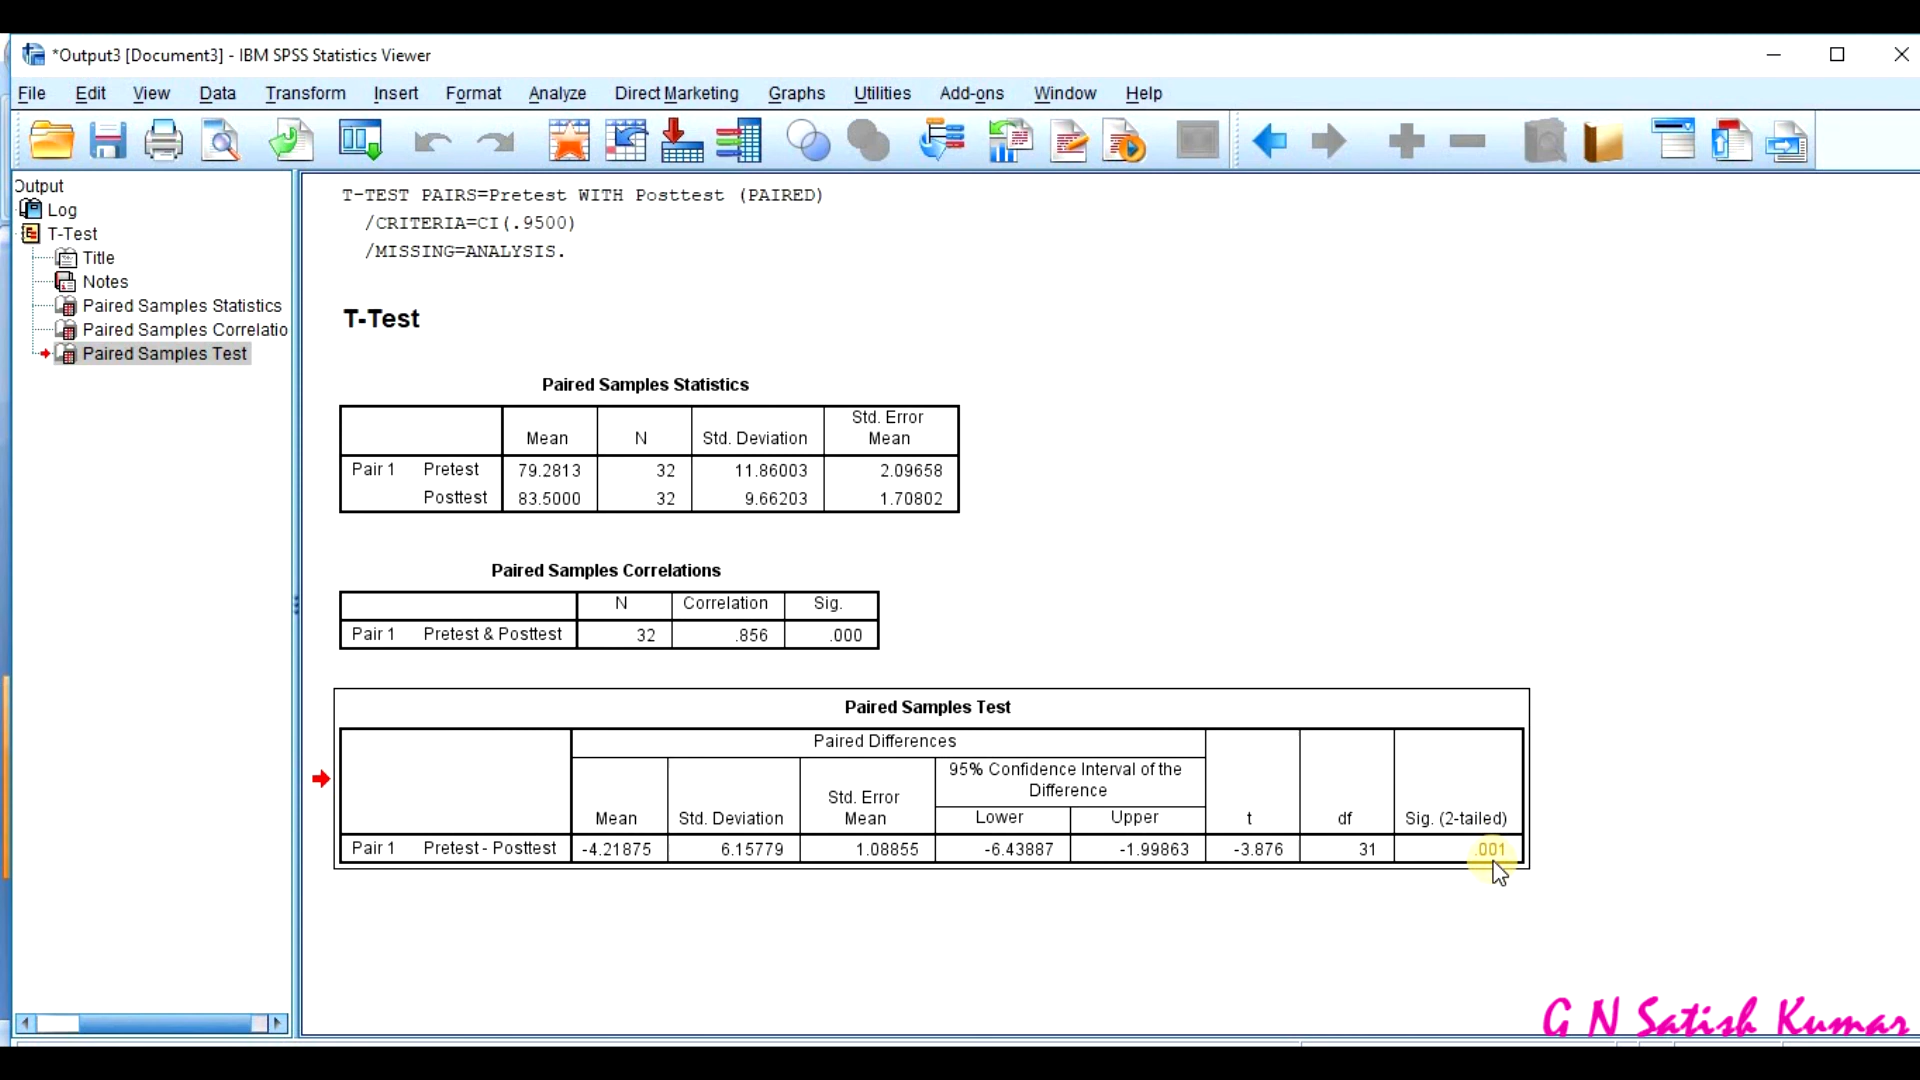 *Output3 [Document3] - IBM SPSS Statistics Viewer
File Edit View Data Transform Insert Format Analyze Direct Marketing Graphs Utilities Add-ons Window Help
Output
Log
T-Test
Title
Notes
Paired Samples Statistics
Paired Samples Correlatio
Paired Samples Test
T-TEST PAIRS=Pretest WITH Posttest (PAIRED)
/CRITERIA=CI(.9500)
/MISSING=ANALYSIS.
T-Test
Paired Samples Statistics
Mean N Std. Deviation Std. Error Mean
Pair 1 Pretest 79.2813 32 11.86003 2.09658
Posttest 83.5000 32 9.66203 1.70802
Paired Samples Correlations
N Correlation Sig.
Pair 1 Pretest & Posttest 32 .856 .000
Paired Samples Test
Paired Differences
95% Confidence Interval of the Difference
Mean Std. Deviation Std. Error Mean Lower Upper t df Sig. (2-tailed)
Pair 1 Pretest - Posttest -4.21875 6.15779 1.08855 -6.43887 -1.99863 -3.876 31 .001
G N Satish Kumar